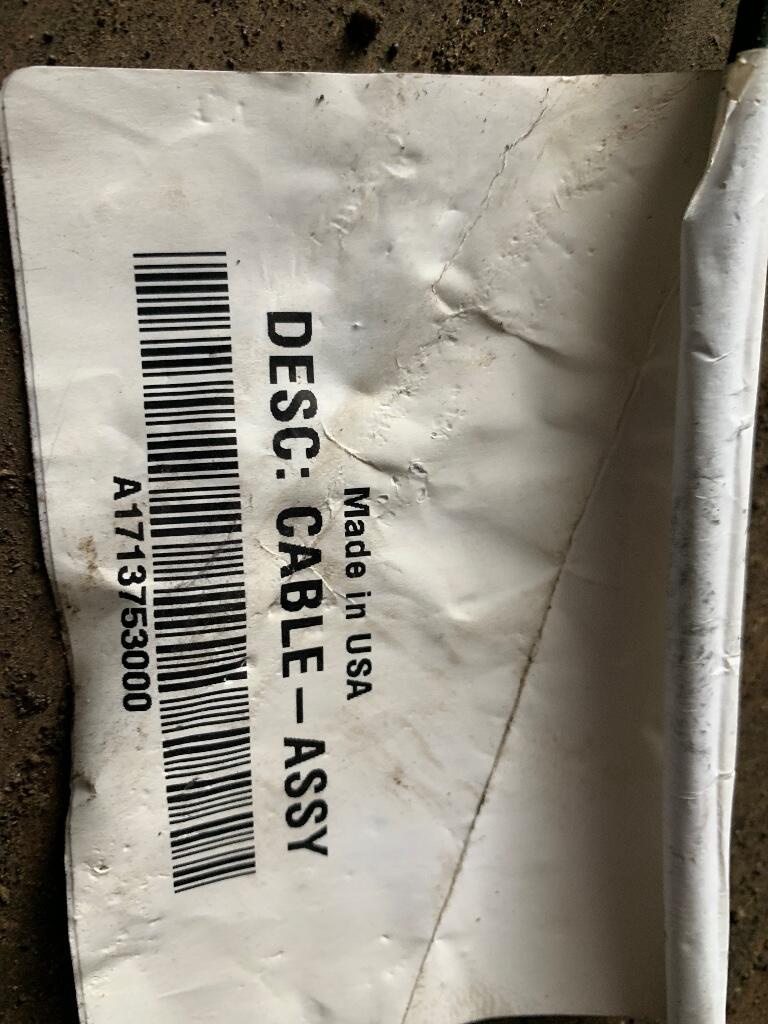 Made in USA
DESC: CABLE-ASSY
A1713753000